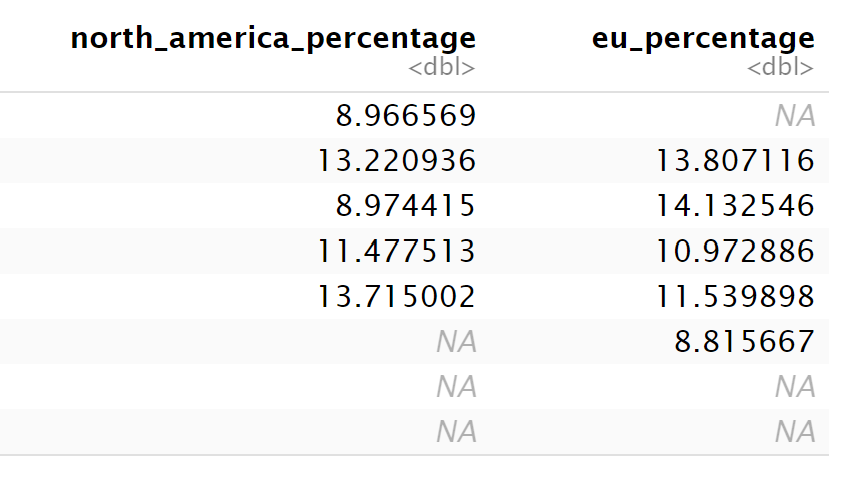 north_america_percentage eu_percentage
<dbl> <dbl>
8.966569 NA
13.220936 13.807116
8.974415 14.132546
11.477513 10.972886
13.715002 11.539898
NA 8.815667
NA NA
NA NA